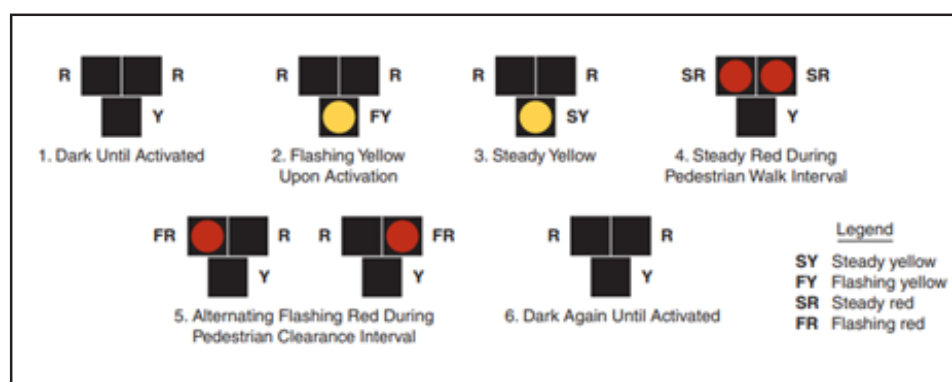 R R
Y
1. Dark Until Activated
R R
FY
2. Flashing Yellow
Upon Activation
R R
SY
3. Steady Yellow
SR SR
Y
4. Steady Red During
Pedestrian Walk Interval
FR R
Y
R FR
Y
5. Alternating Flashing Red During
Pedestrian Clearance Interval
R R
Y
6. Dark Again Until Activated
Legend
SY Steady yellow
FY Flashing yellow
SR Steady red
FR Flashing red